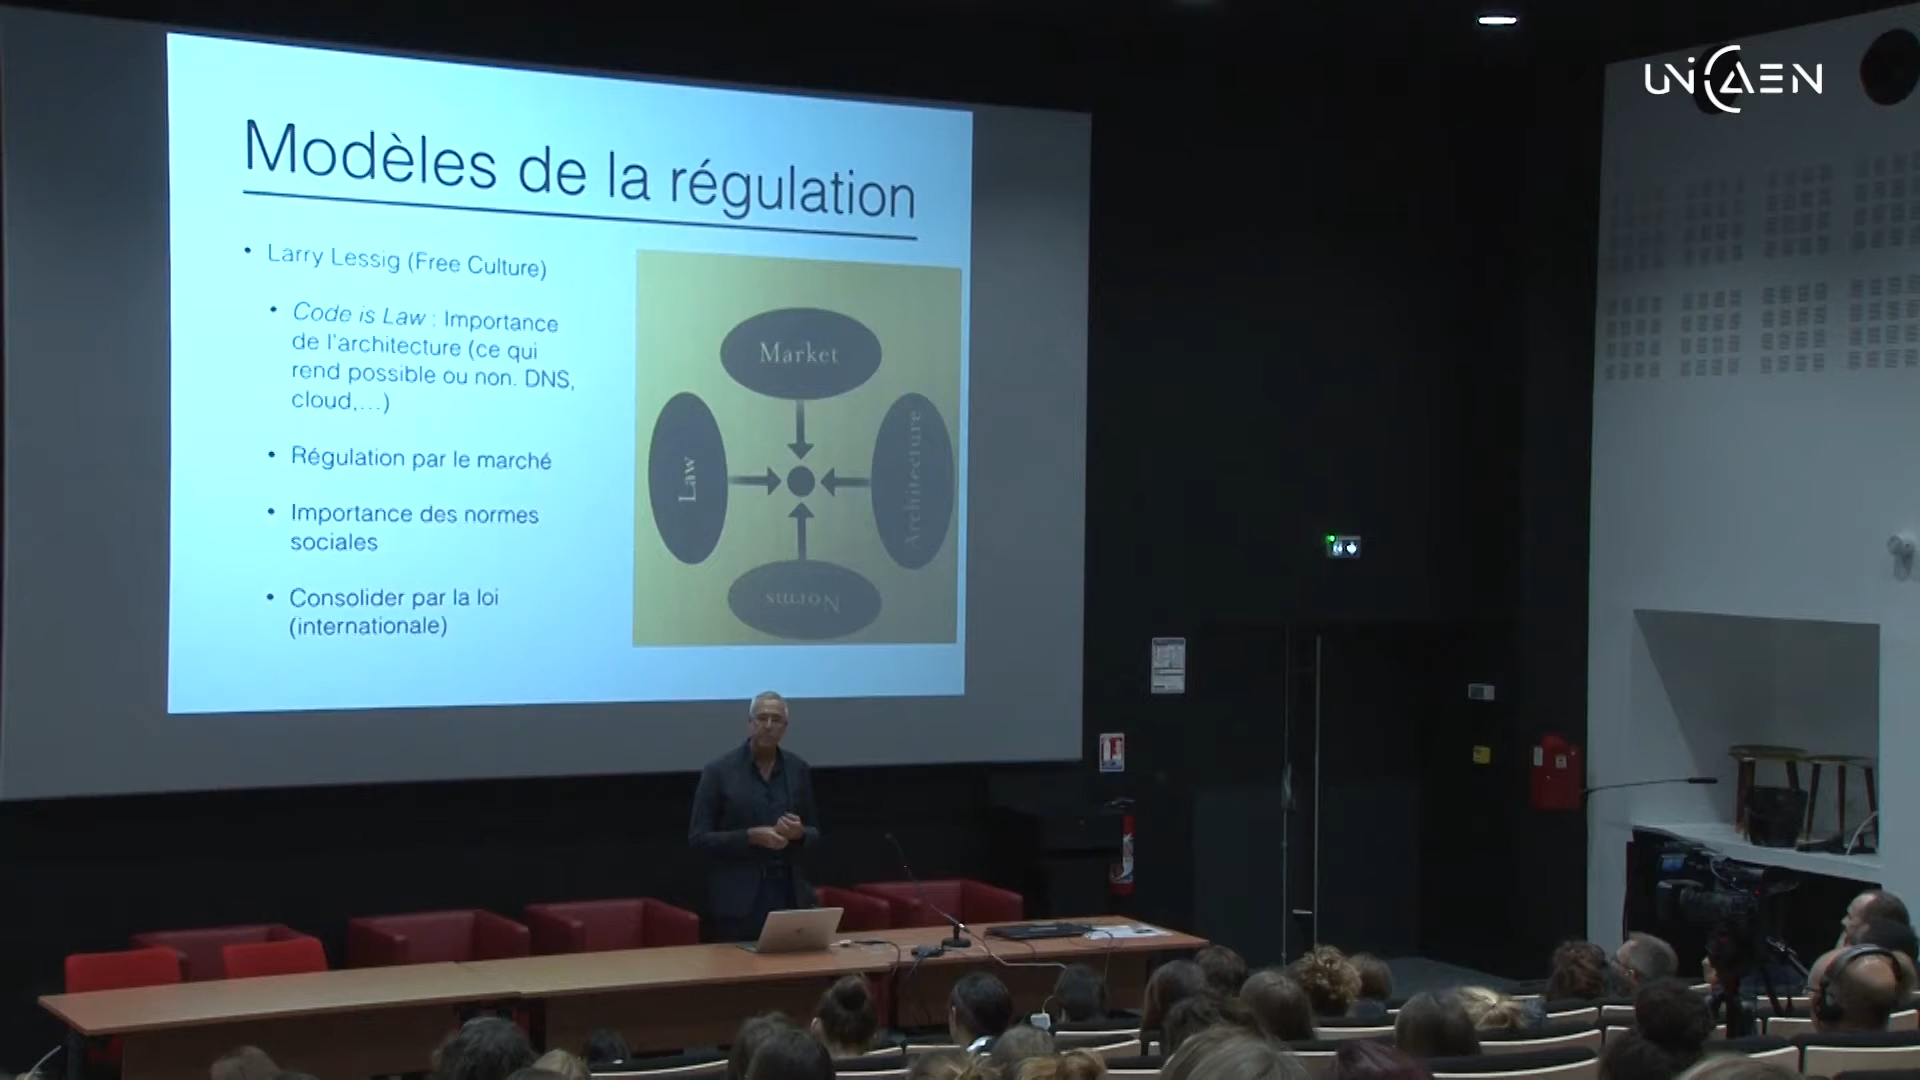 UNICAEN
Modèles de la régulation
• Larry Lessig (Free Culture)
• Code is Law : Importance
de l'architecture (ce qui
rend possible ou non. DNS,
cloud,...)
• Régulation par le marché
• Importance des normes
sociales
• Consolider par la loi
(internationale)
Market
Law
Architecture
Norms